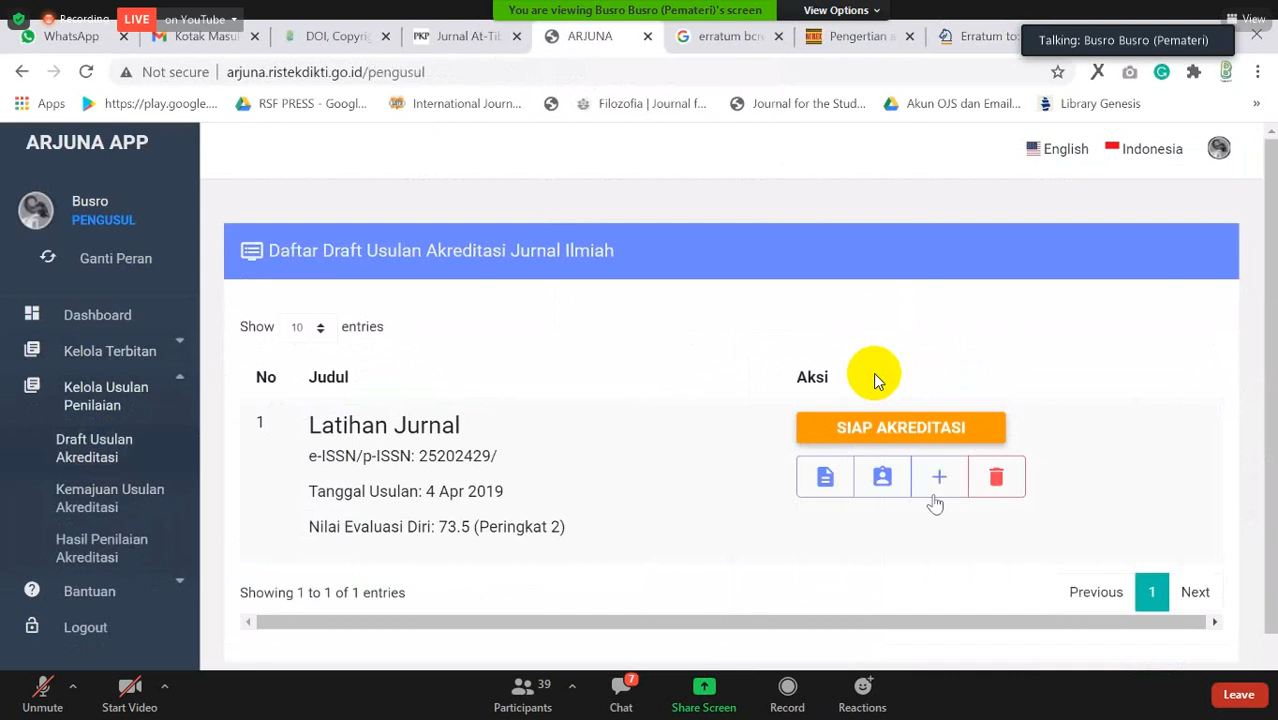 Recording
LIVE
on YouTube
You are viewing Busro Busro (Pemateri)'s screen
View Options
View
WhatsApp
Kotak Masu
DOI, Copyrig
Jurnal At-Tib
ARJUNA
erratum bcre
Pengertian a
Erratum to:
Talking: Busro Busro (Pemateri)
Not secure
arjuna.ristekdikti.go.id/pengusul
Apps
https://play.google....
RSF PRESS - Googl...
International Journ...
Filozofia | Journal f...
Journal for the Stud...
Akun OJS dan Email...
Library Genesis
»
ARJUNA APP
English
Indonesia
Busro
PENGUSUL
Ganti Peran
Dashboard
Kelola Terbitan
Kelola Usulan
Penilaian
Draft Usulan
Akreditasi
Kemajuan Usulan
Penilaian Akreditasi
Hasil Penilaian
Akreditasi
Bantuan
Logout
Daftar Draft Usulan Akreditasi Jurnal Ilmiah
Show 10 entries
No
Judul
Aksi
1
Latihan Jurnal
e-ISSN/p-ISSN: 25202429/
Tanggal Usulan: 4 Apr 2019
Nilai Evaluasi Diri: 73.5 (Peringkat 2)
SIAP AKREDITASI
Showing 1 to 1 of 1 entries
Previous
1
Next
Unmute
Start Video
39
Participants
7
Chat
Share Screen
Record
Reactions
Leave